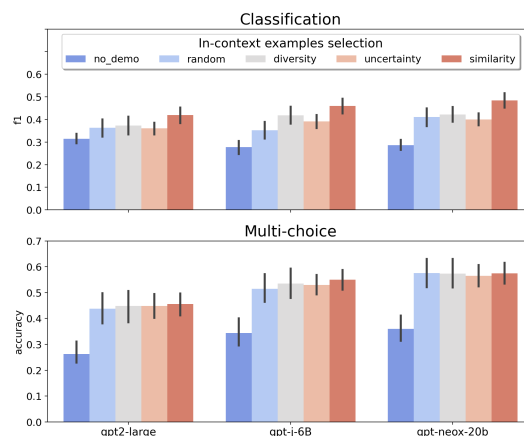 Classification
In-context examples selection
no_demo random diversity uncertainty similarity
f1
0.6
0.5
0.4
0.3
0.2
0.1
0.0
Multi-choice
accuracy
0.7
0.6
0.5
0.4
0.3
0.2
0.1
0.0
gpt2-large gpt-j-6B gpt-neox-20b